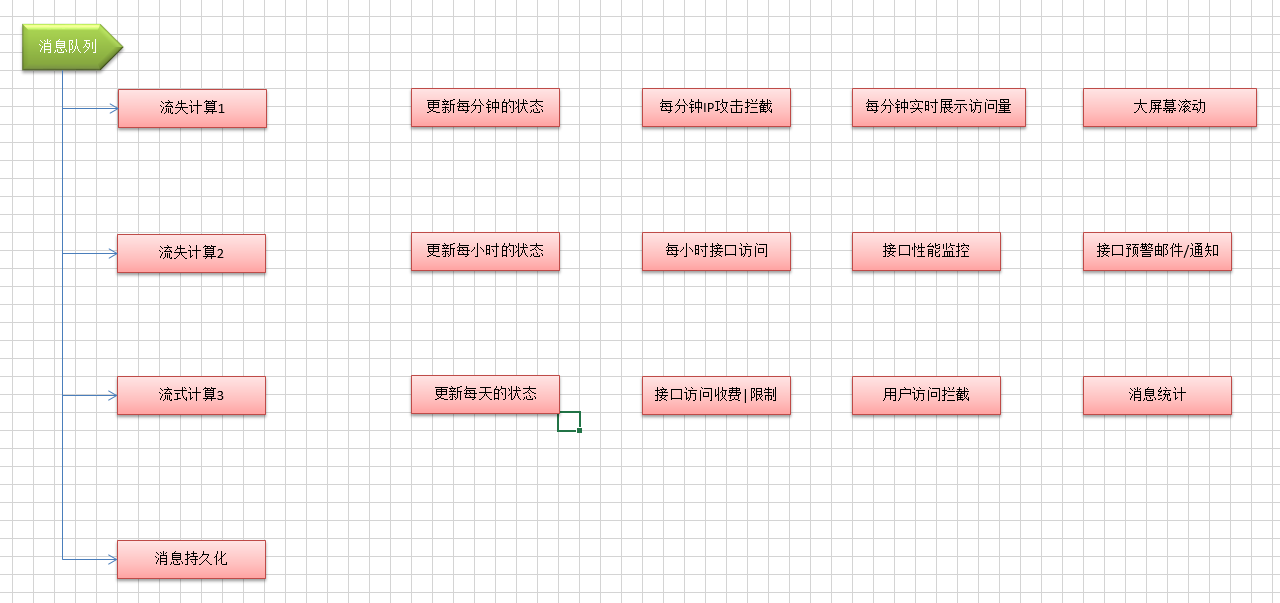 消息队列
流失计算1
更新每分钟的状态
每分钟IP攻击拦截
每分钟实时展示访问量
大屏幕滚动
流失计算2
更新每小时的状态
每小时接口访问
接口性能监控
接口预警邮件/通知
流式计算3
更新每天的状态
接口访问收费|限制
用户访问拦截
消息统计
消息持久化